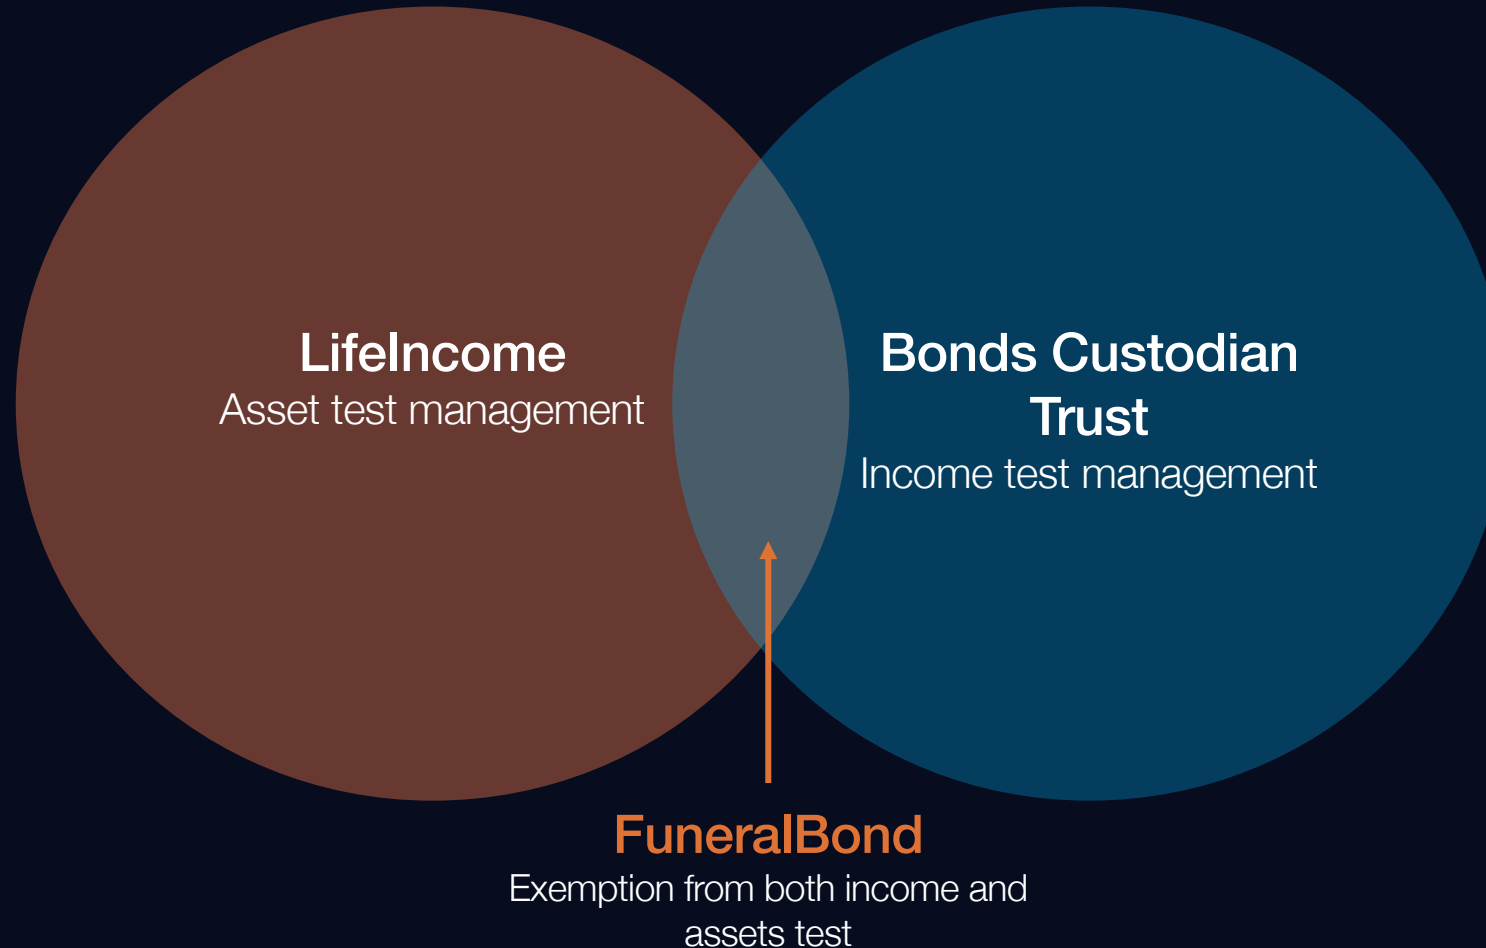 LifeIncome
Asset test management
Bonds Custodian
Trust
Income test management
FuneralBond
Exemption from both income and
assets test